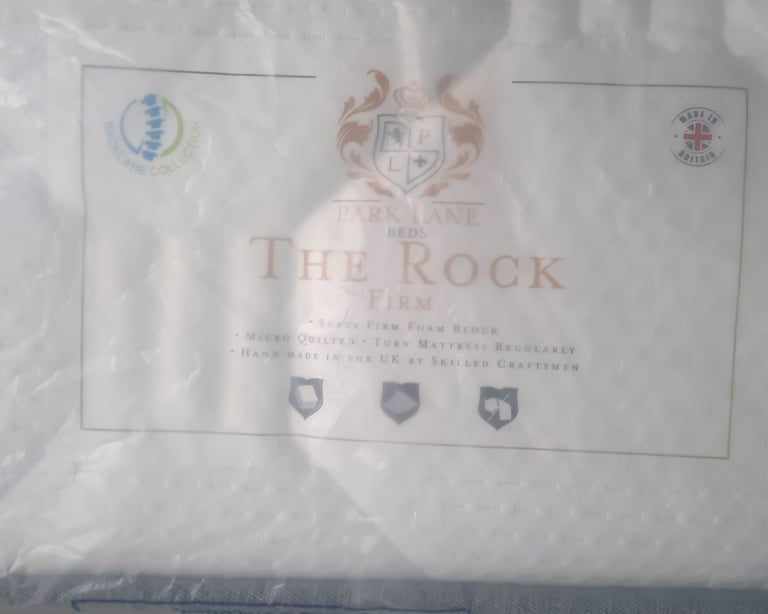 BACKCARE COLLECTION
P
L
MADE IN
BRITAIN
PARK LANE
BEDS
THE ROCK
FIRM
• SUPER FIRM FOAM BLOCK
• MICRO QUILTED • TURN MATTRESS REGULARLY
• HAND MADE IN THE UK BY SKILLED CRAFTSMEN